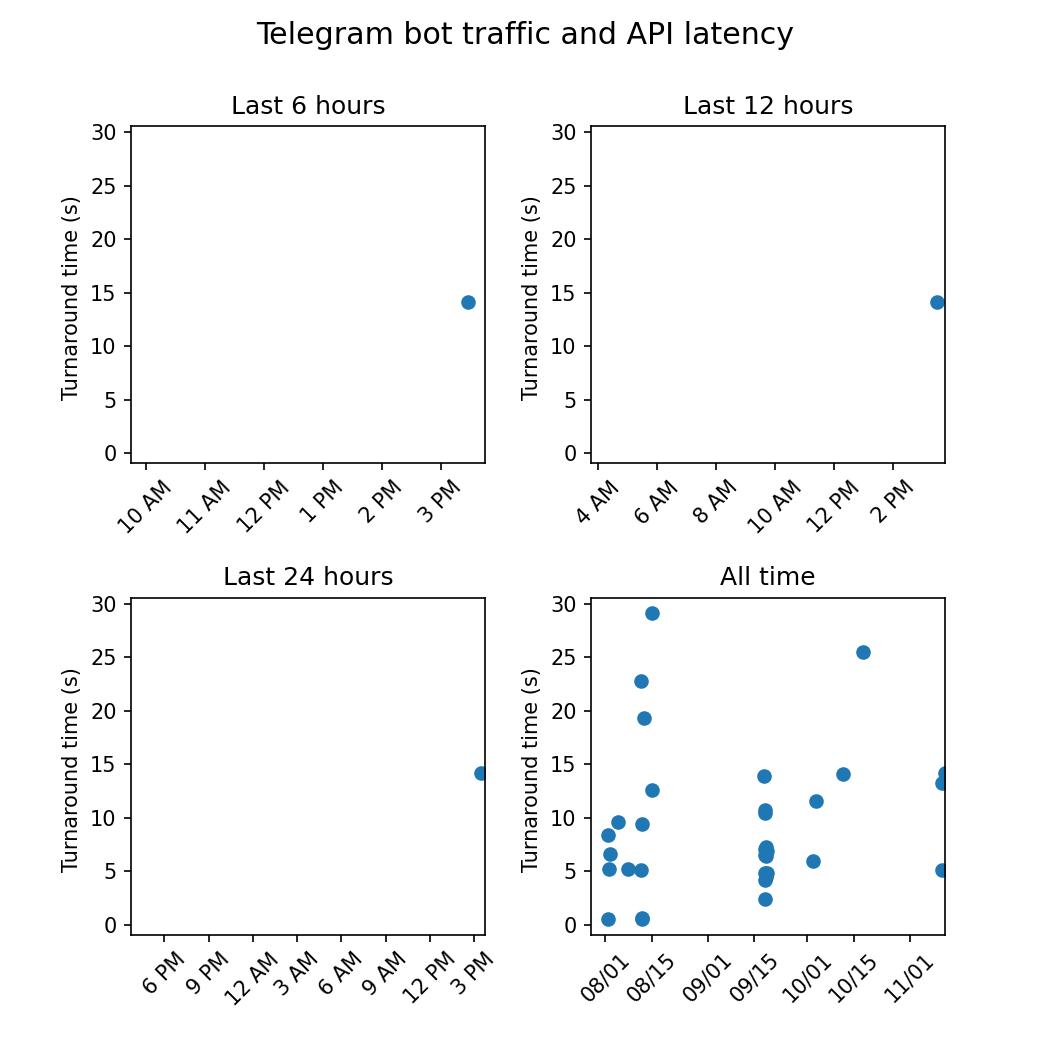 Telegram bot traffic and API latency
Last 6 hours
Turnaround time (s)
30
25
20
15
10
5
0
10 AM
11 AM
12 PM
1 PM
2 PM
3 PM
Last 12 hours
Turnaround time (s)
30
25
20
15
10
5
0
4 AM
6 AM
8 AM
10 AM
12 PM
2 PM
Last 24 hours
Turnaround time (s)
30
25
20
15
10
5
0
6 PM
9 PM
12 AM
3 AM
6 AM
9 AM
12 PM
3 PM
All time
Turnaround time (s)
30
25
20
15
10
5
0
08/01
08/15
09/01
09/15
10/01
10/15
11/01